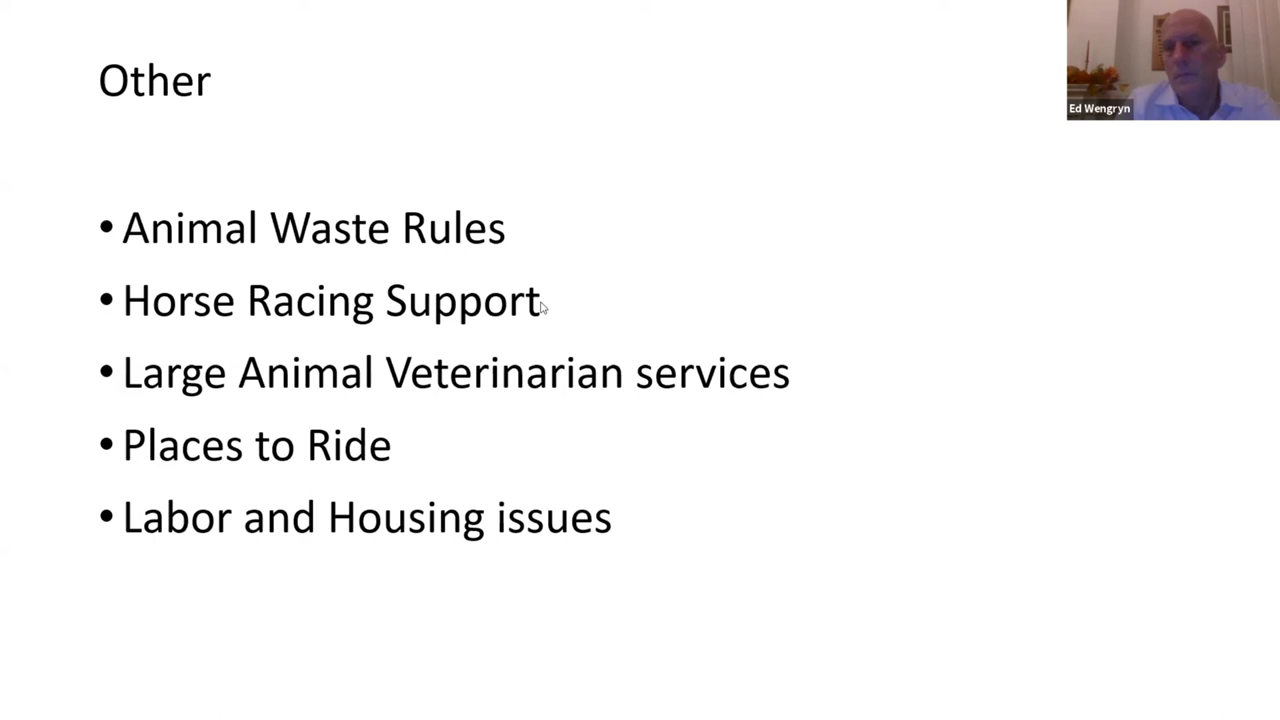 Other
Ed Wengryn
• Animal Waste Rules
• Horse Racing Support
• Large Animal Veterinarian services
• Places to Ride
• Labor and Housing issues